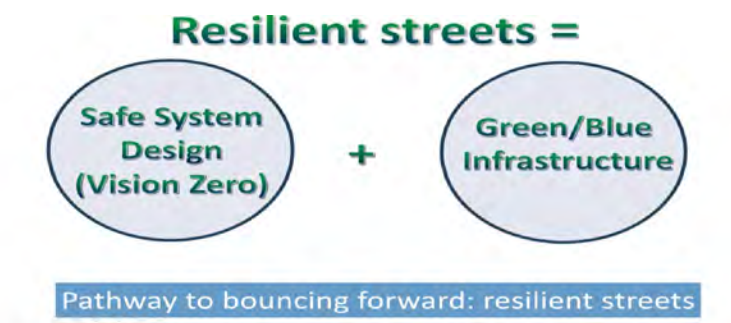 Resilient streets =
Safe System
Design
(Vision Zero)
+
Green/Blue
Infrastructure
Pathway to bouncing forward: resilient streets